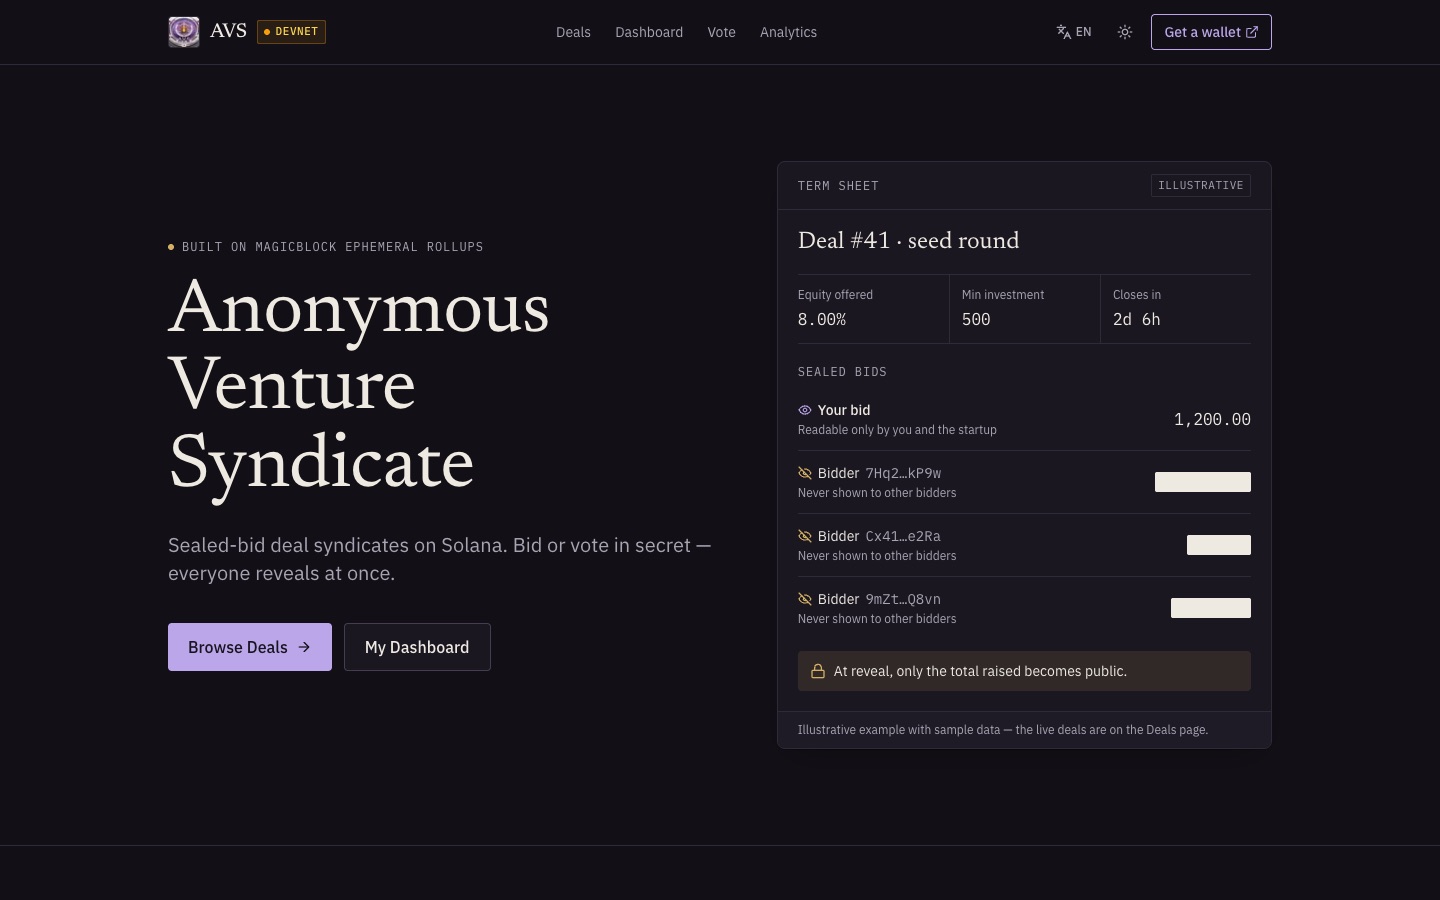 AVS
DEVNET
Deals
Dashboard
Vote
Analytics
EN
Get a wallet
BUILT ON MAGICBLOCK EPHEMERAL ROLLUPS
Anonymous
Venture
Syndicate
Sealed-bid deal syndicates on Solana. Bid or vote in secret —
everyone reveals at once.
Browse Deals
My Dashboard
TERM SHEET
ILLUSTRATIVE
Deal #41 · seed round
Equity offered
8.00%
Min investment
500
Closes in
2d 6h
SEALED BIDS
Your bid
Readable only by you and the startup
1,200.00
Bidder 7Hq2…kP9w
Never shown to other bidders
Bidder Cx41…e2Ra
Never shown to other bidders
Bidder 9mZt…Q8vn
Never shown to other bidders
At reveal, only the total raised becomes public.
Illustrative example with sample data — the live deals are on the Deals page.